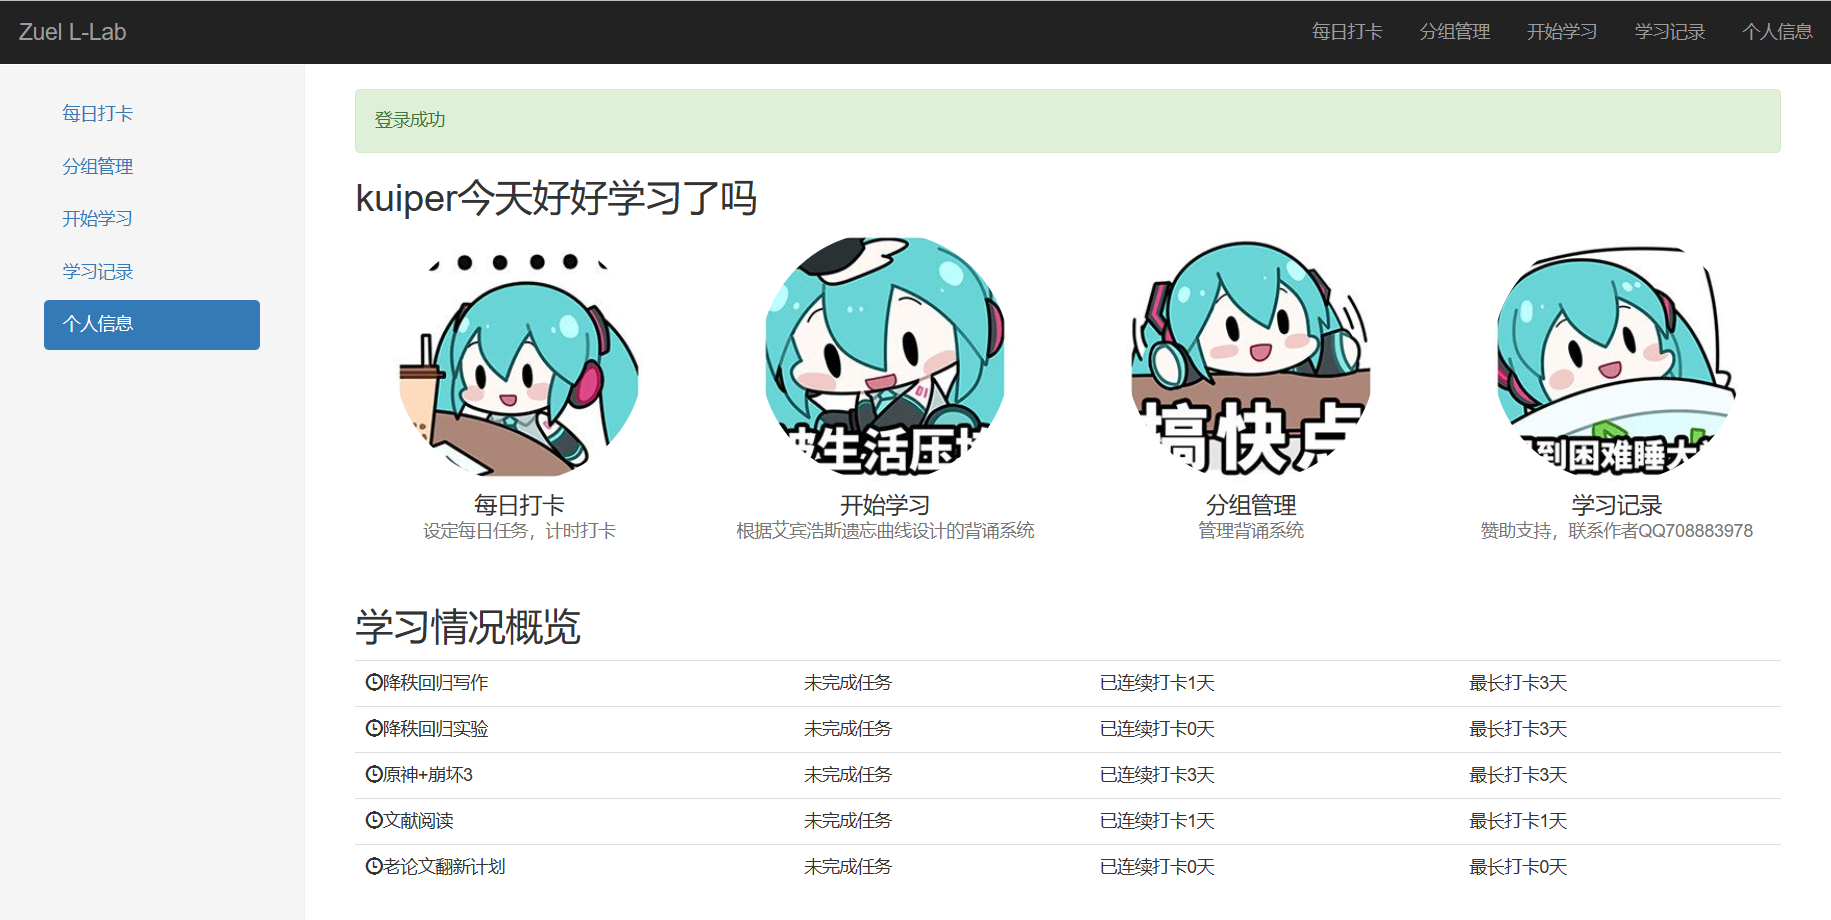 Zuel L-Lab 每日打卡 分组管理 开始学习 学习记录 个人信息
每日打卡
分组管理
开始学习
学习记录
个人信息
登录成功
kuiper今天好好学习了吗
生活压
搞快点
到困难睡大
每日打卡
设定每日任务，计时打卡
开始学习
根据艾宾浩斯遗忘曲线设计的背诵系统
分组管理
管理背诵系统
学习记录
赞助支持，联系作者QQ708883978
学习情况概览
降秩回归写作 未完成任务 已连续打卡1天 最长打卡3天
降秩回归实验 未完成任务 已连续打卡0天 最长打卡3天
原神+崩坏3 未完成任务 已连续打卡3天 最长打卡3天
文献阅读 未完成任务 已连续打卡1天 最长打卡1天
老论文翻新计划 未完成任务 已连续打卡0天 最长打卡0天